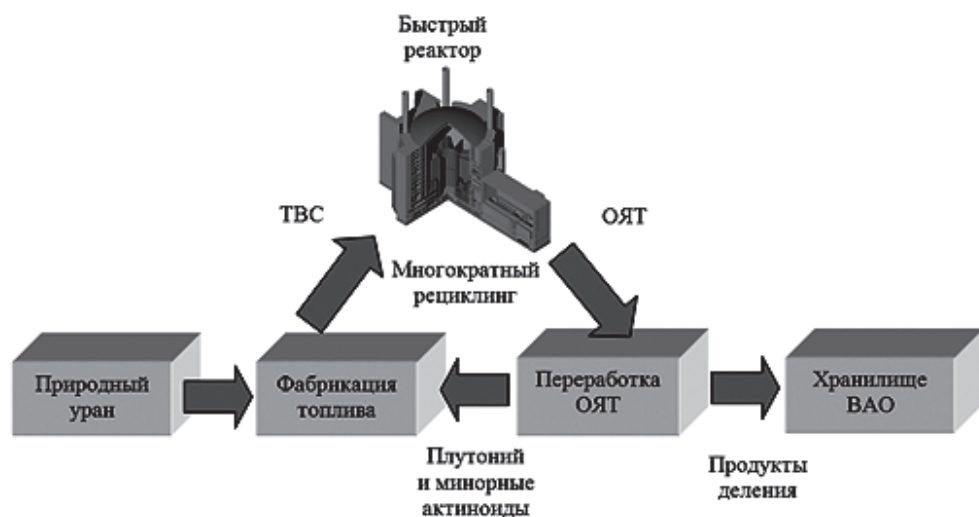 Быстрый
реактор
ТВС
ОЯТ
Многократный
рециклинг
Природный
уран
Фабрикация
топлива
Переработка
ОЯТ
Хранилище
ВАО
Плутоний
и минорные
актиноиды
Продукты
деления